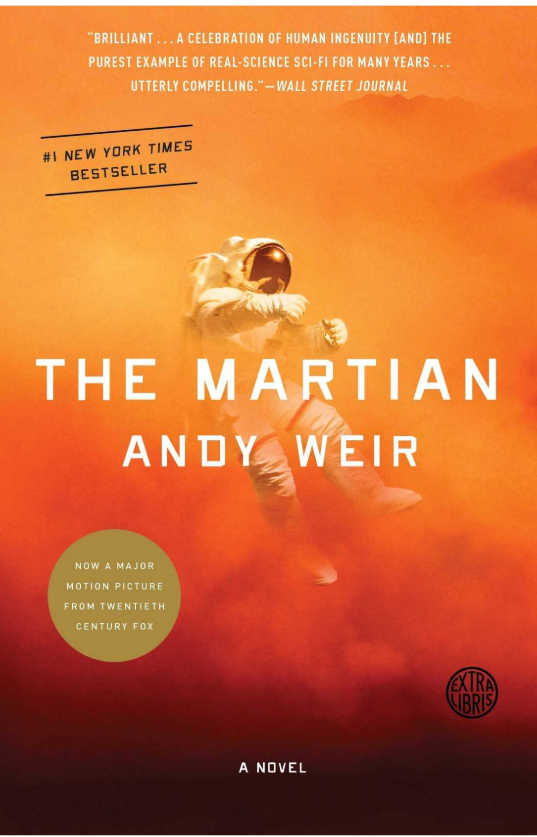 “BRILLIANT . . . A CELEBRATION OF HUMAN INGENUITY [AND] THE
PUREST EXAMPLE OF REAL-SCIENCE SCI-FI FOR MANY YEARS . . .
UTTERLY COMPELLING.”—WALL STREET JOURNAL
#1 NEW YORK TIMES
BESTSELLER
THE MARTIAN
ANDY WEIR
NOW A MAJOR
MOTION PICTURE
FROM TWENTIETH
CENTURY FOX
EXTRA
LIBRIS
A NOVEL